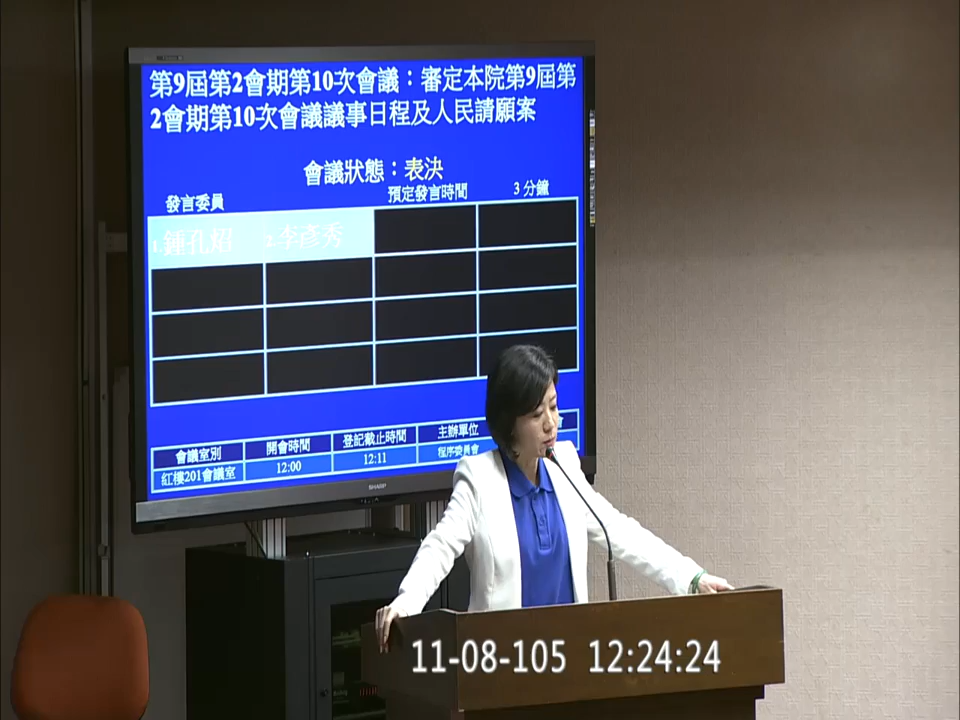 第9屆第2會期第10次會議：審定本院第9屆第
2會期第10次會議議事日程及人民請願案
會議狀態：表決
發言委員 預定發言時間 3分鐘
1 鍾孔炤 2 李彥秀
會議室別 開會時間 登記截止時間 主辦單位
紅樓201會議室 12:00 12:11 程序委員會
SHARP
11-08-105 12:24:24